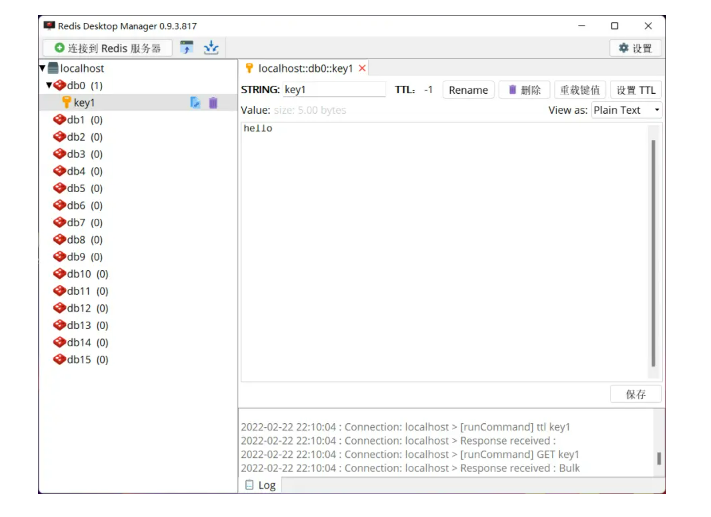 Redis Desktop Manager 0.9.3.817
连接到 Redis 服务器
设置
localhost
db0 (1)
key1
db1 (0)
db2 (0)
db3 (0)
db4 (0)
db5 (0)
db6 (0)
db7 (0)
db8 (0)
db9 (0)
db10 (0)
db11 (0)
db12 (0)
db13 (0)
db14 (0)
db15 (0)
localhost::db0::key1
STRING: key1 TTL: -1 Rename 删除 重载键值 设置 TTL
Value: size: 5.00 bytes View as: Plain Text
hello
保存
2022-02-22 22:10:04 : Connection: localhost > [runCommand] ttl key1
2022-02-22 22:10:04 : Connection: localhost > Response received :
2022-02-22 22:10:04 : Connection: localhost > [runCommand] GET key1
2022-02-22 22:10:04 : Connection: localhost > Response received : Bulk
Log